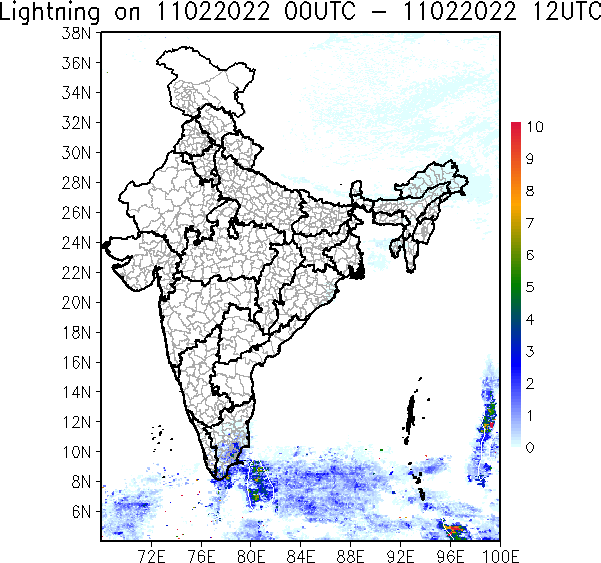 Lightning on 11022022 00UTC – 11022022 12UTC
38N
36N
34N
32N
30N
28N
26N
24N
22N
20N
18N
16N
14N
12N
10N
8N
6N
72E 76E 80E 84E 88E 92E 96E 100E
10
9
8
7
6
5
4
3
2
1
0